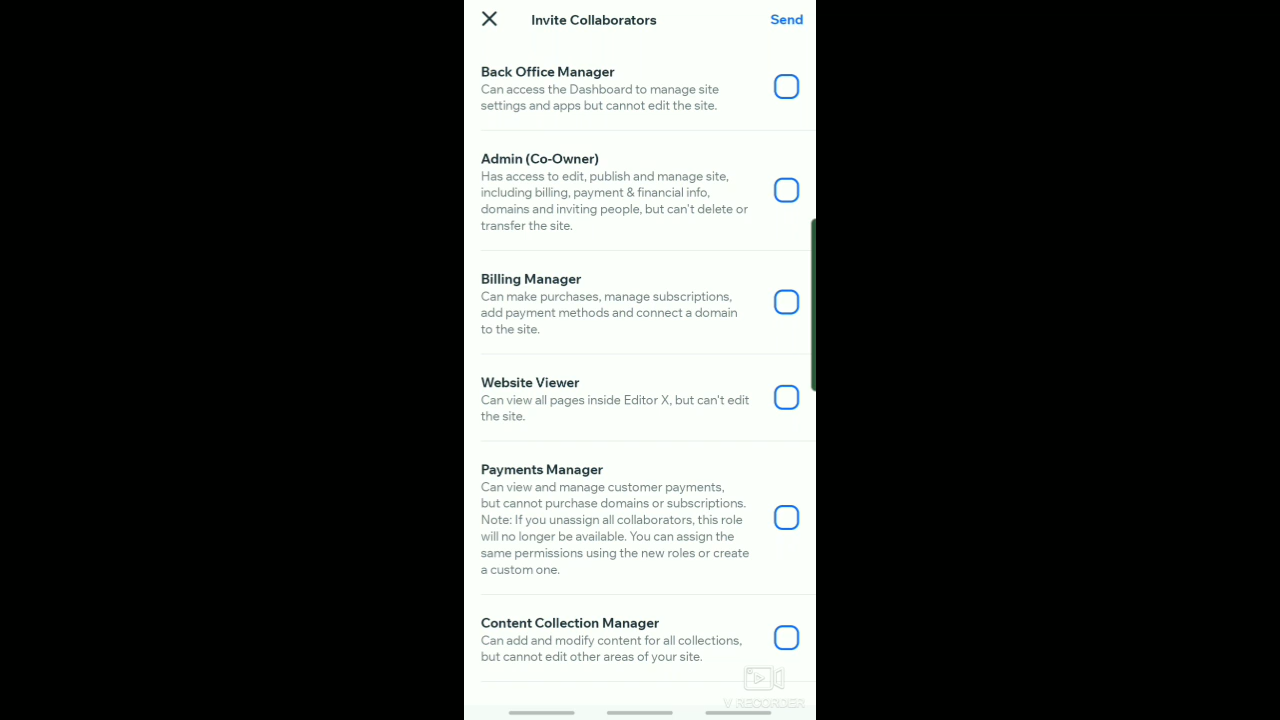 Invite Collaborators
Send
Back Office Manager
Can access the Dashboard to manage site
settings and apps but cannot edit the site.
Admin (Co-Owner)
Has access to edit, publish and manage site,
including billing, payment & financial info,
domains and inviting people, but can't delete or
transfer the site.
Billing Manager
Can make purchases, manage subscriptions,
add payment methods and connect a domain
to the site.
Website Viewer
Can view all pages inside Editor X, but can't edit
the site.
Payments Manager
Can view and manage customer payments,
but cannot purchase domains or subscriptions.
Note: If you unassign all collaborators, this role
will no longer be available. You can assign the
same permissions using the new roles or create
a custom one.
Content Collection Manager
Can add and modify content for all collections,
but cannot edit other areas of your site.
V RECORDER